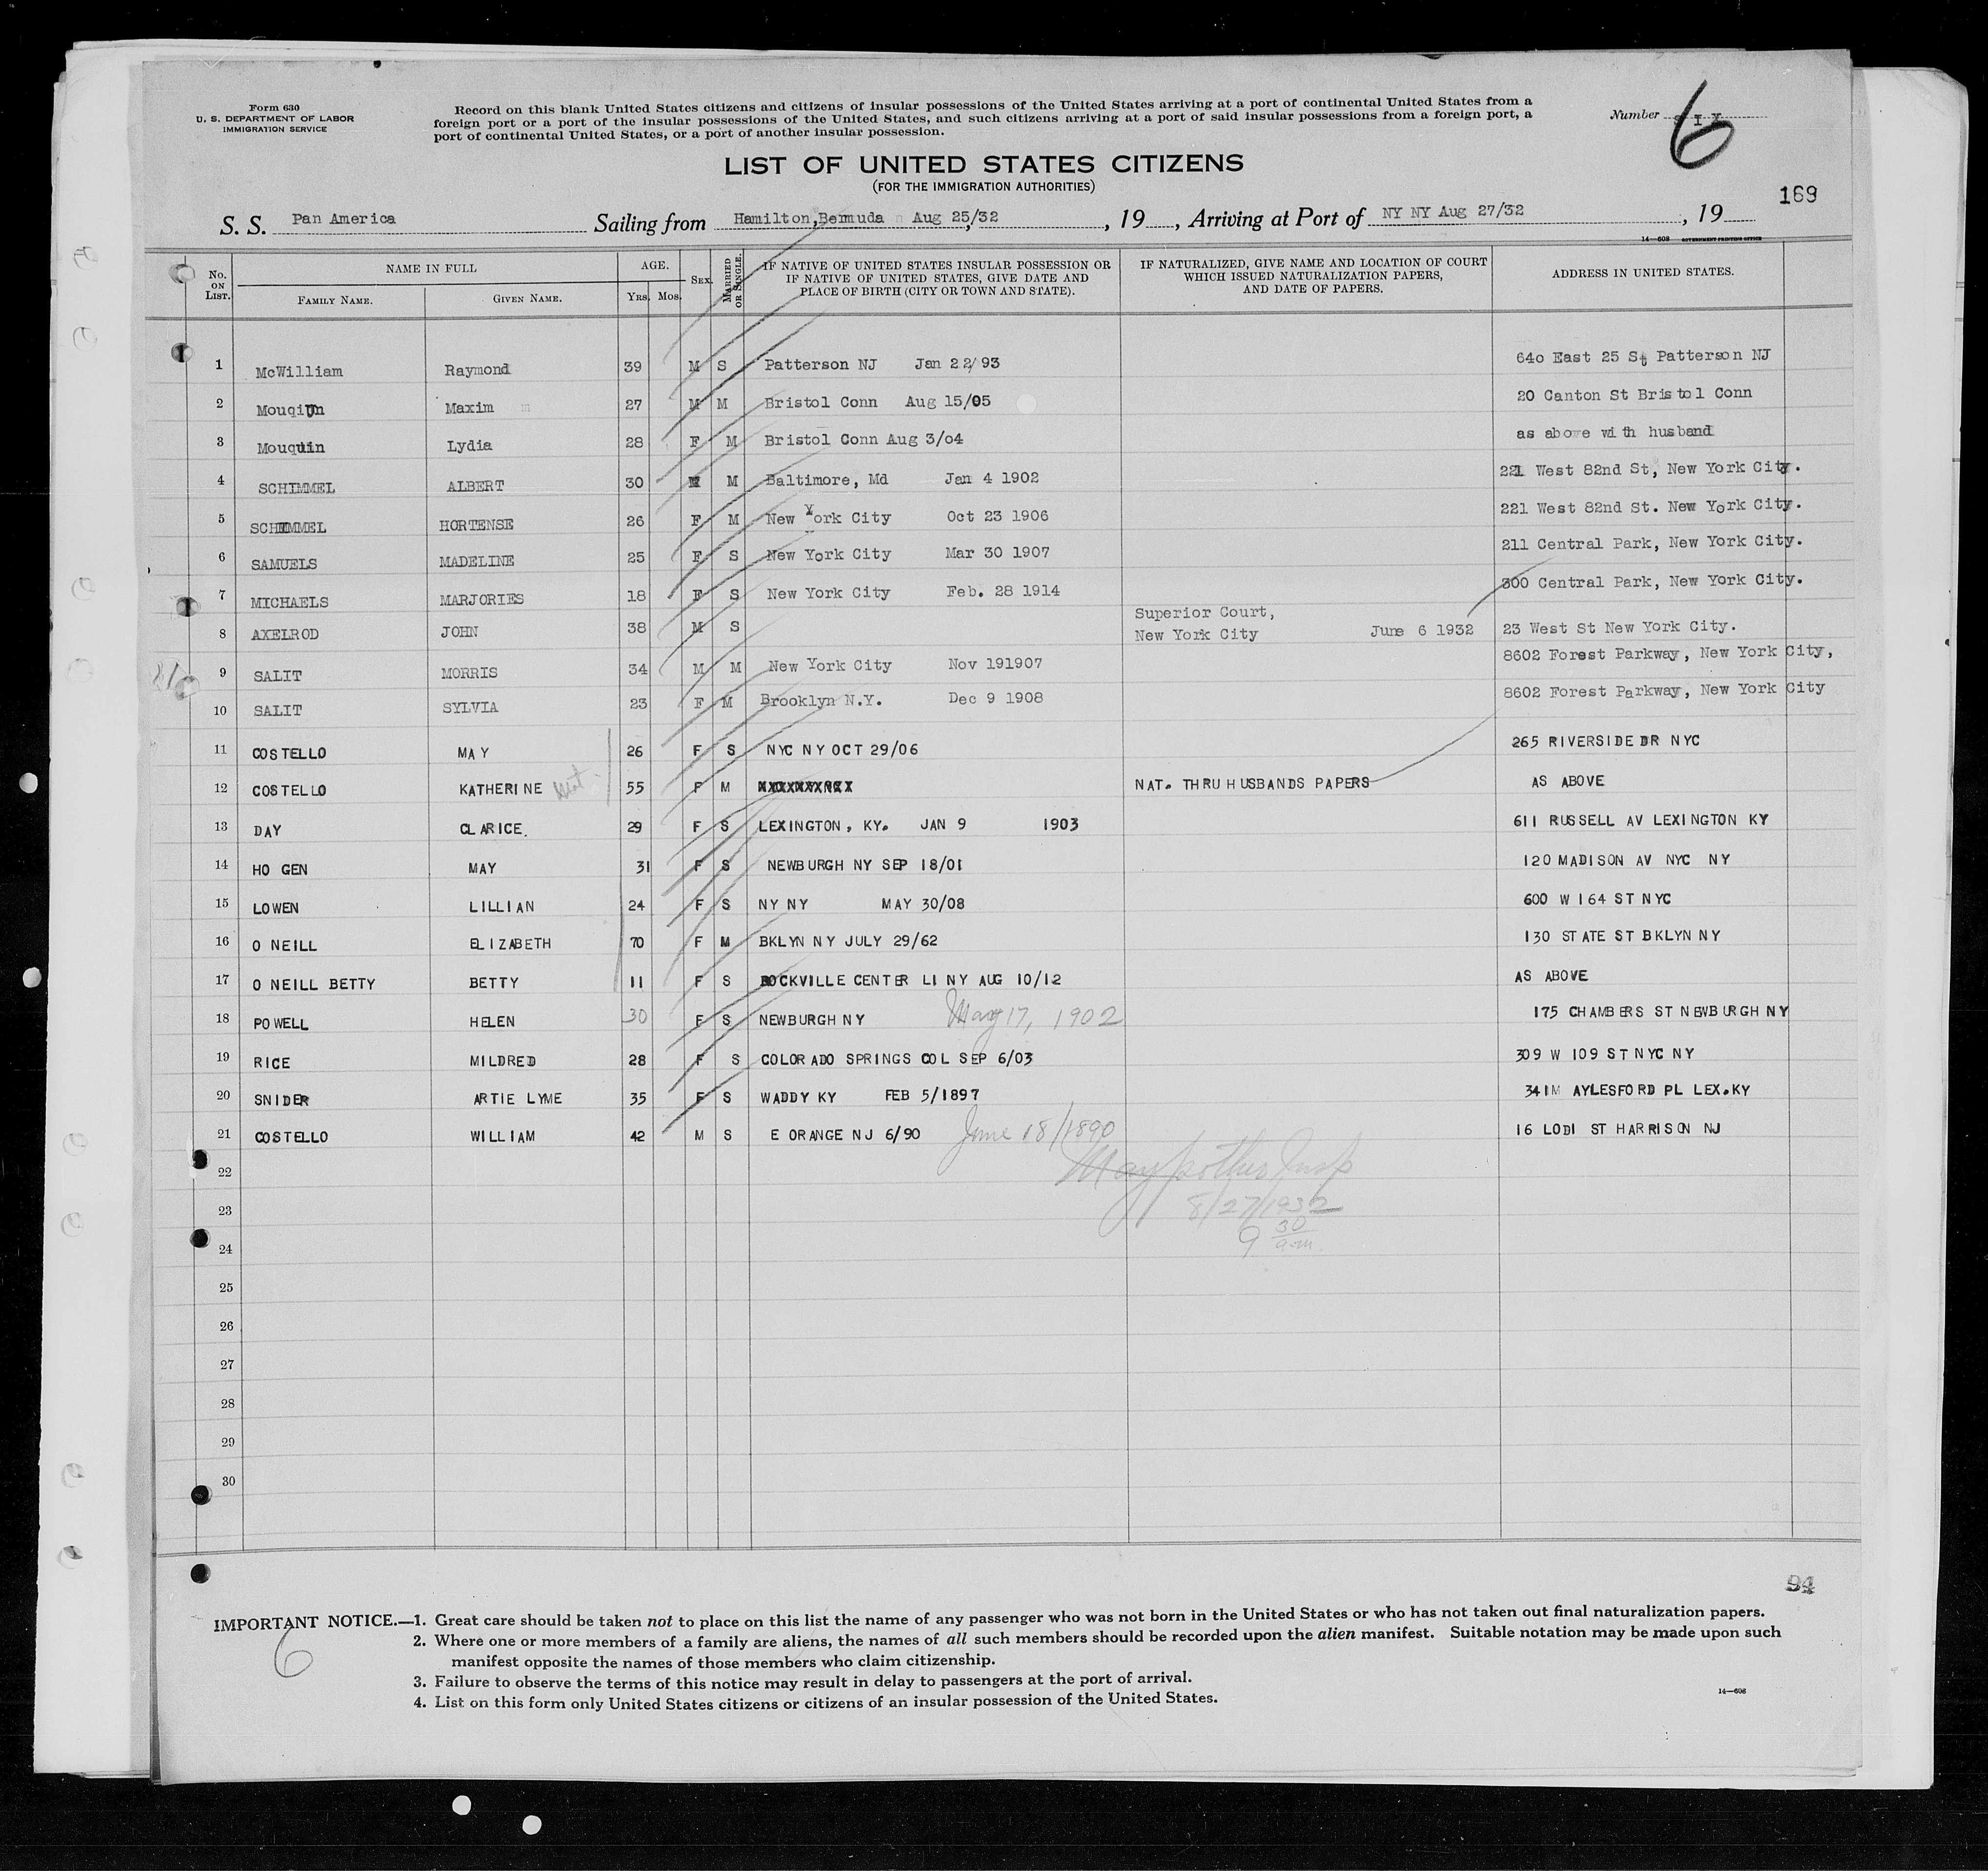 Form 630
U. S. DEPARTMENT OF LABOR
IMMIGRATION SERVICE
Record on this blank United States citizens and citizens of insular possessions of the United States arriving at a port of continental United States from a
foreign port or a port of the insular possessions of the United States, and such citizens arriving at a port of said insular possessions from a foreign port, a
port of continental United States, or a port of another insular possession.
Number SIX
6
LIST OF UNITED STATES CITIZENS
(FOR THE IMMIGRATION AUTHORITIES)
169
S. S. Pan America Sailing from Hamilton,Bermuda Aug 25/32, 19, Arriving at Port of NY NY Aug 27/32, 19
14—608 GOVERNMENT PRINTING OFFICE
No. ON LIST. NAME IN FULL FAMILY NAME. GIVEN NAME. AGE. YRS. MOS. SEX. MARRIED OR SINGLE. IF NATIVE OF UNITED STATES INSULAR POSSESSION OR IF NATIVE OF UNITED STATES, GIVE DATE AND PLACE OF BIRTH (CITY OR TOWN AND STATE). IF NATURALIZED, GIVE NAME AND LOCATION OF COURT WHICH ISSUED NATURALIZATION PAPERS, AND DATE OF PAPERS. ADDRESS IN UNITED STATES.
1 McWilliam Raymond 39 M S Patterson NJ Jan 22/93 640 East 25 St Patterson NJ
2 Mouqiun Maxim 27 M M Bristol Conn Aug 15/05 20 Canton St Bristol Conn
3 Mouquin Lydia 28 F M Bristol Conn Aug 3/04 as above with husband
4 SCHIMMEL ALBERT 30 M M Baltimore, Md Jan 4 1902 221 West 82nd St, New York City.
5 SCHIMMEL HORTENSE 26 F M New York City Oct 23 1906 221 West 82nd St. New York City.
6 SAMUELS MADELINE 25 F S New York City Mar 30 1907 211 Central Park, New York City.
7 MICHAELS MARJORIES 18 F S New York City Feb. 28 1914 300 Central Park, New York City.
8 AXELROD JOHN 38 M S Superior Court, New York City June 6 1932 23 West St New York City.
9 SALIT MORRIS 34 M M New York City Nov 191907 8602 Forest Parkway, New York City,
10 SALIT SYLVIA 23 F M Brooklyn N.Y. Dec 9 1908 8602 Forest Parkway, New York City
11 COSTELLO MAY 26 F S NYC NY OCT 29/06 265 RIVERSIDE DR NYC
12 COSTELLO KATHERINE 55 F M NAT. THRU HUSBANDS PAPERS AS ABOVE
13 DAY CLARICE. 29 F S LEXINGTON, KY. JAN 9 1903 611 RUSSELL AV LEXINGTON KY
14 HO GEN MAY 31 F S NEWBURGH NY SEP 18/01 120 MADISON AV NYC NY
15 LOWEN LILLIAN 24 F S NY NY MAY 30/08 600 W 164 ST NYC
16 O NEILL ELIZABETH 70 F M BKLYN NY JULY 29/62 130 STATE ST BKLYN NY
17 O NEILL BETTY BETTY 11 F S ROCKVILLE CENTER LI NY AUG 10/12 AS ABOVE
18 POWELL HELEN 30 F S NEWBURGH NY May 17, 1902 175 CHAMBERS ST NEWBURGH NY
19 RICE MILDRED 28 F S COLORADO SPRINGS COL SEP 6/03 309 W 109 ST NYC NY
20 SNIDER ARTIE LYME 35 F S WADDY KY FEB 5/1897 341M AYLESFORD PL LEX.KY
21 COSTELLO WILLIAM 42 M S E ORANGE NJ 6/90 June 18/1890 16 LODI ST HARRISON NJ
22
8/27/1932
23
9 30 a.m.
24
25
26
27
28
29
30
94
IMPORTANT NOTICE.—1. Great care should be taken not to place on this list the name of any passenger who was not born in the United States or who has not taken out final naturalization papers.
2. Where one or more members of a family are aliens, the names of all such members should be recorded upon the alien manifest. Suitable notation may be made upon such
manifest opposite the names of those members who claim citizenship.
3. Failure to observe the terms of this notice may result in delay to passengers at the port of arrival.
4. List on this form only United States citizens or citizens of an insular possession of the United States.
6
14—608